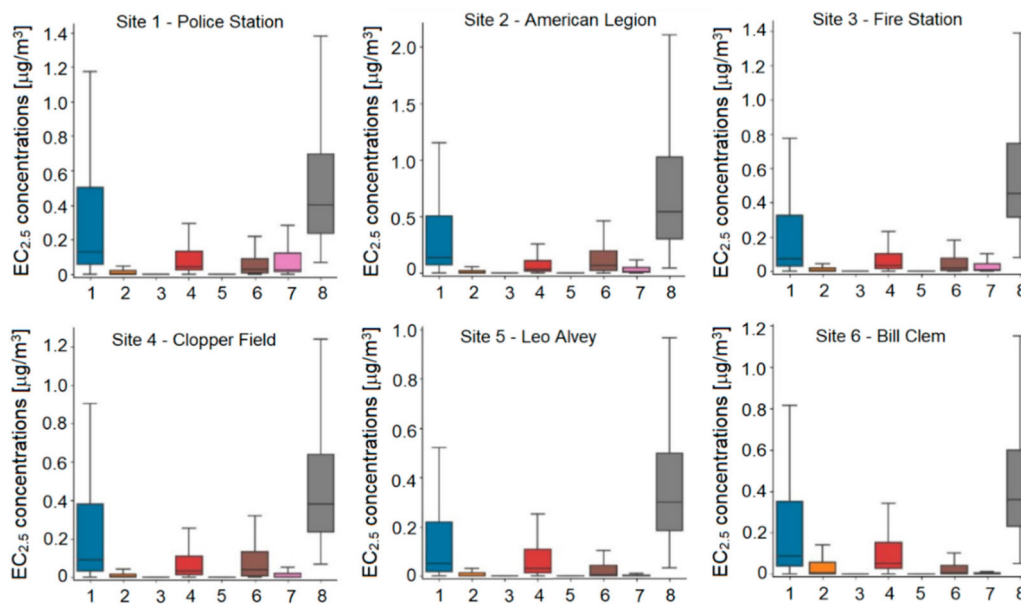 Site 1 - Police Station
EC2.5 concentrations [µg/m³]
1.4
1.2
1.0
0.8
0.6
0.4
0.2
0
1 2 3 4 5 6 7 8
Site 2 - American Legion
EC2.5 concentrations [µg/m³]
2.0
1.5
1.0
0.5
0
1 2 3 4 5 6 7 8
Site 3 - Fire Station
EC2.5 concentrations [µg/m³]
1.4
1.2
1.0
0.8
0.6
0.4
0.2
0
1 2 3 4 5 6 7 8
Site 4 - Clopper Field
EC2.5 concentrations [µg/m³]
1.2
1.0
0.8
0.6
0.4
0.2
0
1 2 3 4 5 6 7 8
Site 5 - Leo Alvey
EC2.5 concentrations [µg/m³]
1.0
0.8
0.6
0.4
0.2
0
1 2 3 4 5 6 7 8
Site 6 - Bill Clem
EC2.5 concentrations [µg/m³]
1.2
1.0
0.8
0.6
0.4
0.2
0
1 2 3 4 5 6 7 8